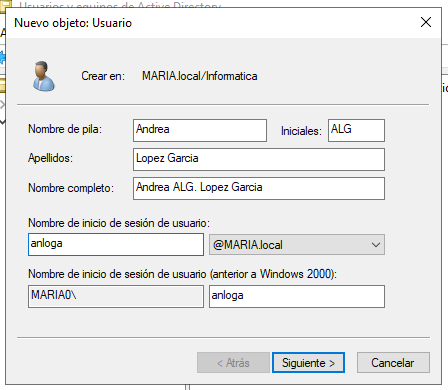 Usuarios y equipos de Active Directory
Nuevo objeto: Usuario
Crear en: MARIA.local/Informatica
Nombre de pila: Andrea Iniciales: ALG
Apellidos: Lopez Garcia
Nombre completo: Andrea ALG. Lopez Garcia
Nombre de inicio de sesión de usuario:
anloga @MARIA.local
Nombre de inicio de sesión de usuario (anterior a Windows 2000):
MARIA0\ anloga
< Atrás Siguiente > Cancelar